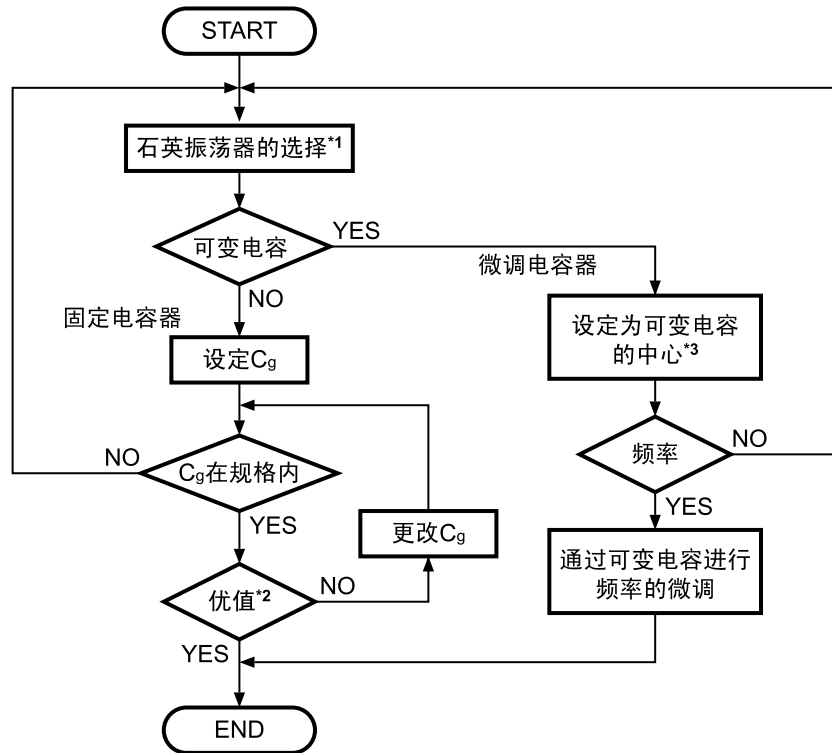 START
石英振荡器的选择*1
可变电容
YES
微调电容器
NO
固定电容器
设定Cg
设定为可变电容
的中心*3
NO
Cg在规格内
YES
频率
NO
YES
更改Cg
通过可变电容进行
频率的微调
优值*2
NO
YES
END